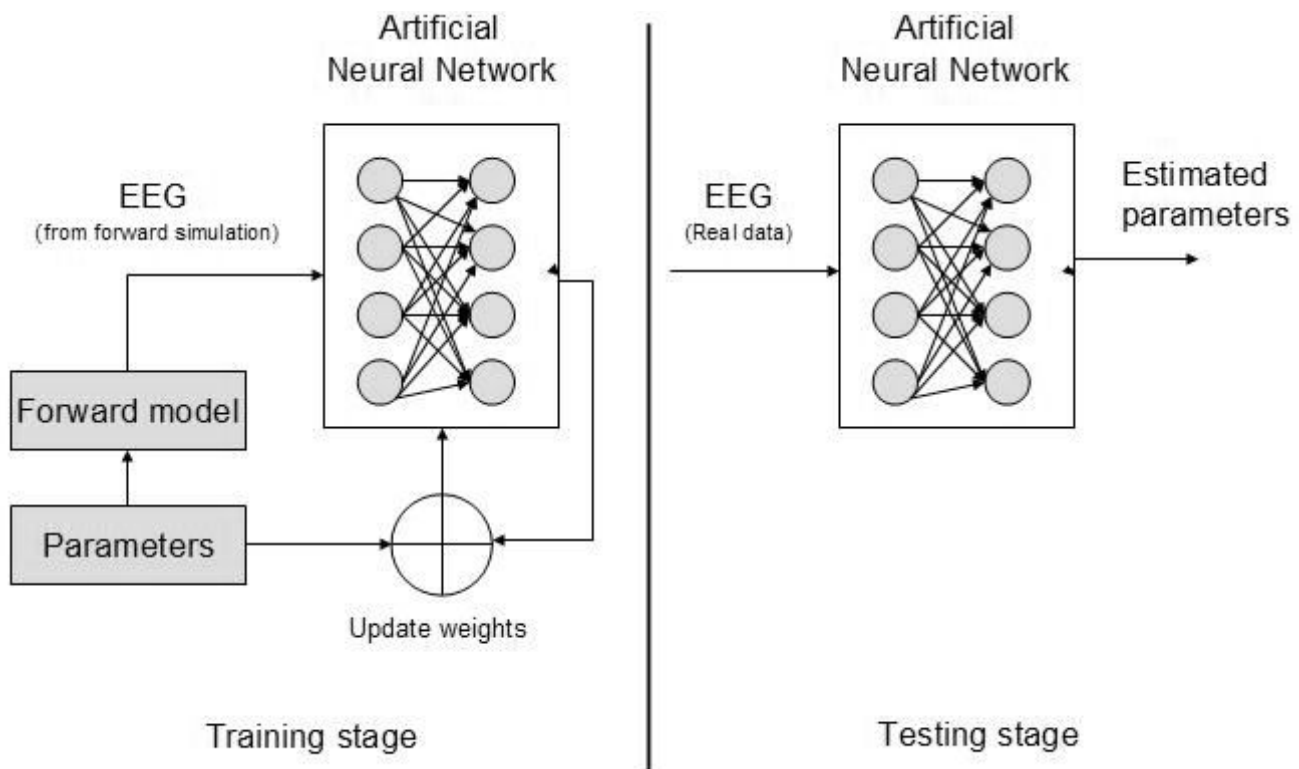 Artificial
Neural Network
EEG
(from forward simulation)
Forward model
Parameters
Update weights
Training stage
Artificial
Neural Network
EEG
(Real data)
Estimated
parameters
Testing stage